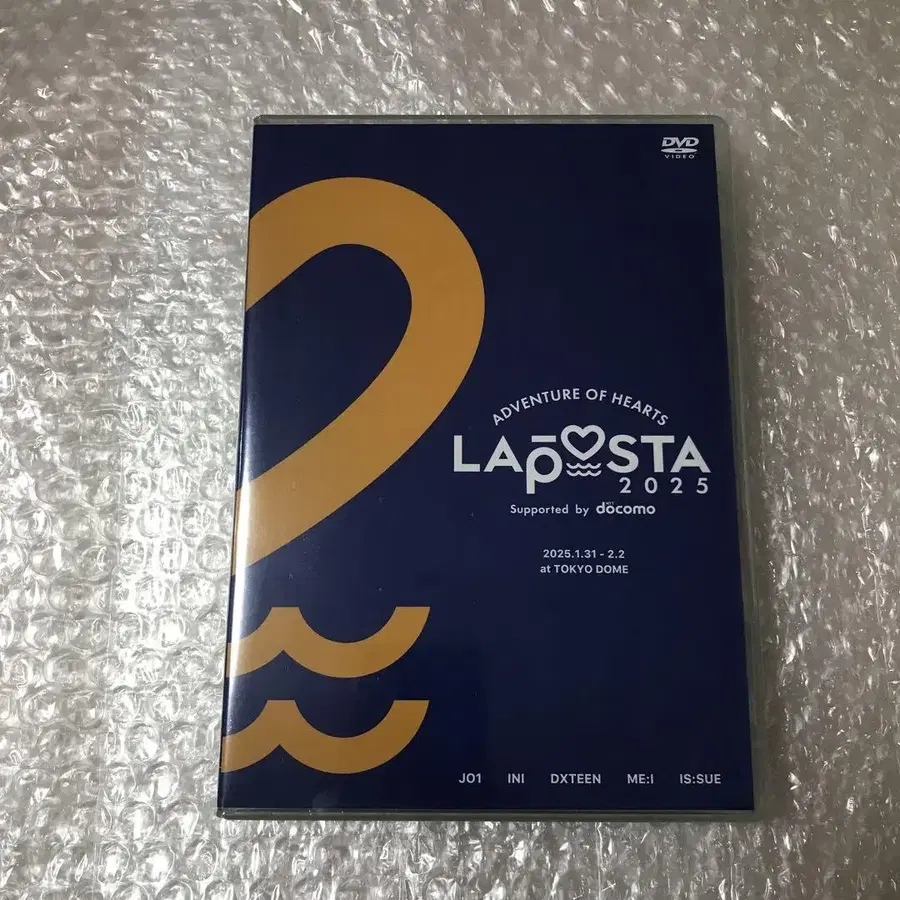 DVD
VIDEO
ADVENTURE OF HEARTS
LAPOSTA
2025
Supported by döcomo
2025.1.31 - 2.2
at TOKYO DOME
JO1 INI DXTEEN ME:I IS:SUE